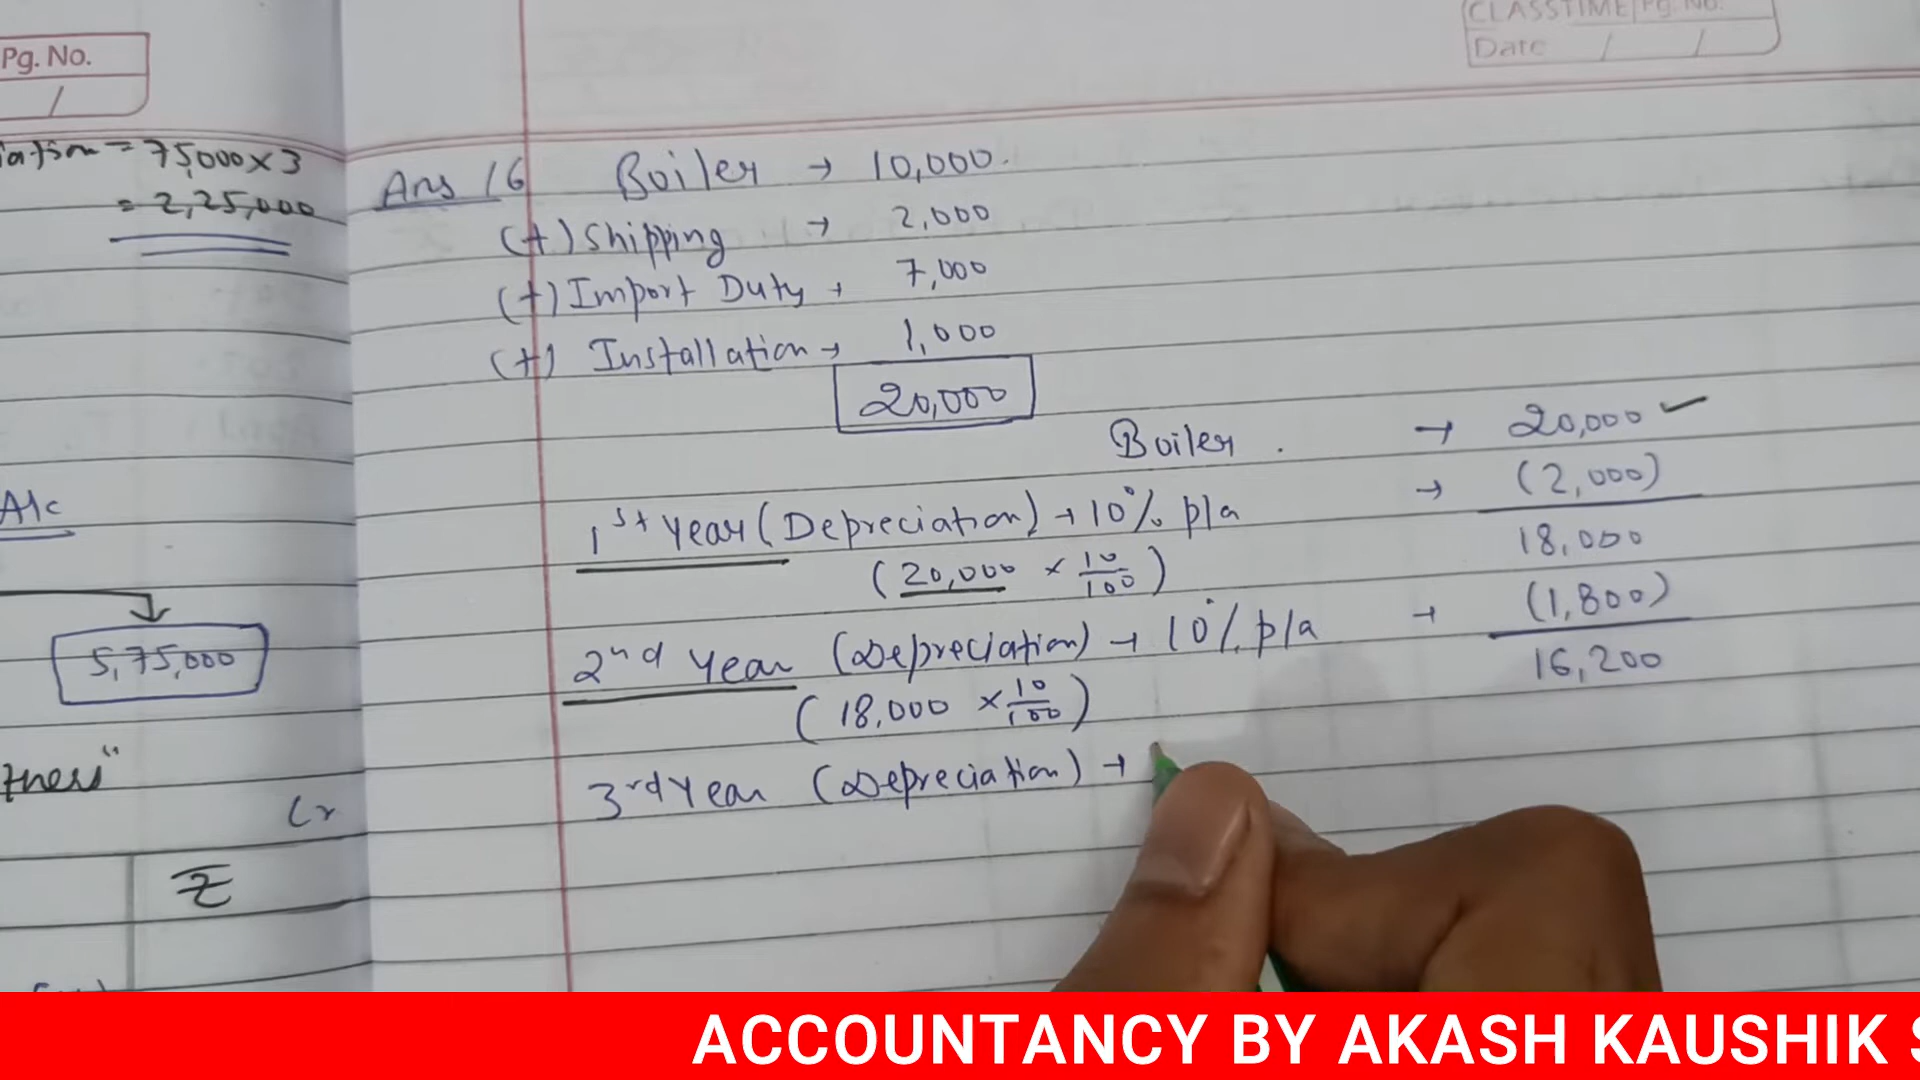 CLASSTIME Pg. No.
Date / /
Pg. No.
/
= 75,000 × 3
= 2,25,000
A/c
5,75,000
Cr
Ans 16 Boiler → 10,000.
(+) Shipping → 2,000
(+) Import Duty → 7,000
(+) Installation → 1,000
20,000
Boiler . → 20,000 ✓
1st Year (Depreciation) → 10% p/a → (2,000)
(20,000 × 10/100) 18,000
2nd Year (Depreciation) → 10% p/a → (1,800)
(18,000 × 10/100) 16,200
3rd Year (Depreciation) →
ACCOUNTANCY BY AKASH KAUSHIK S